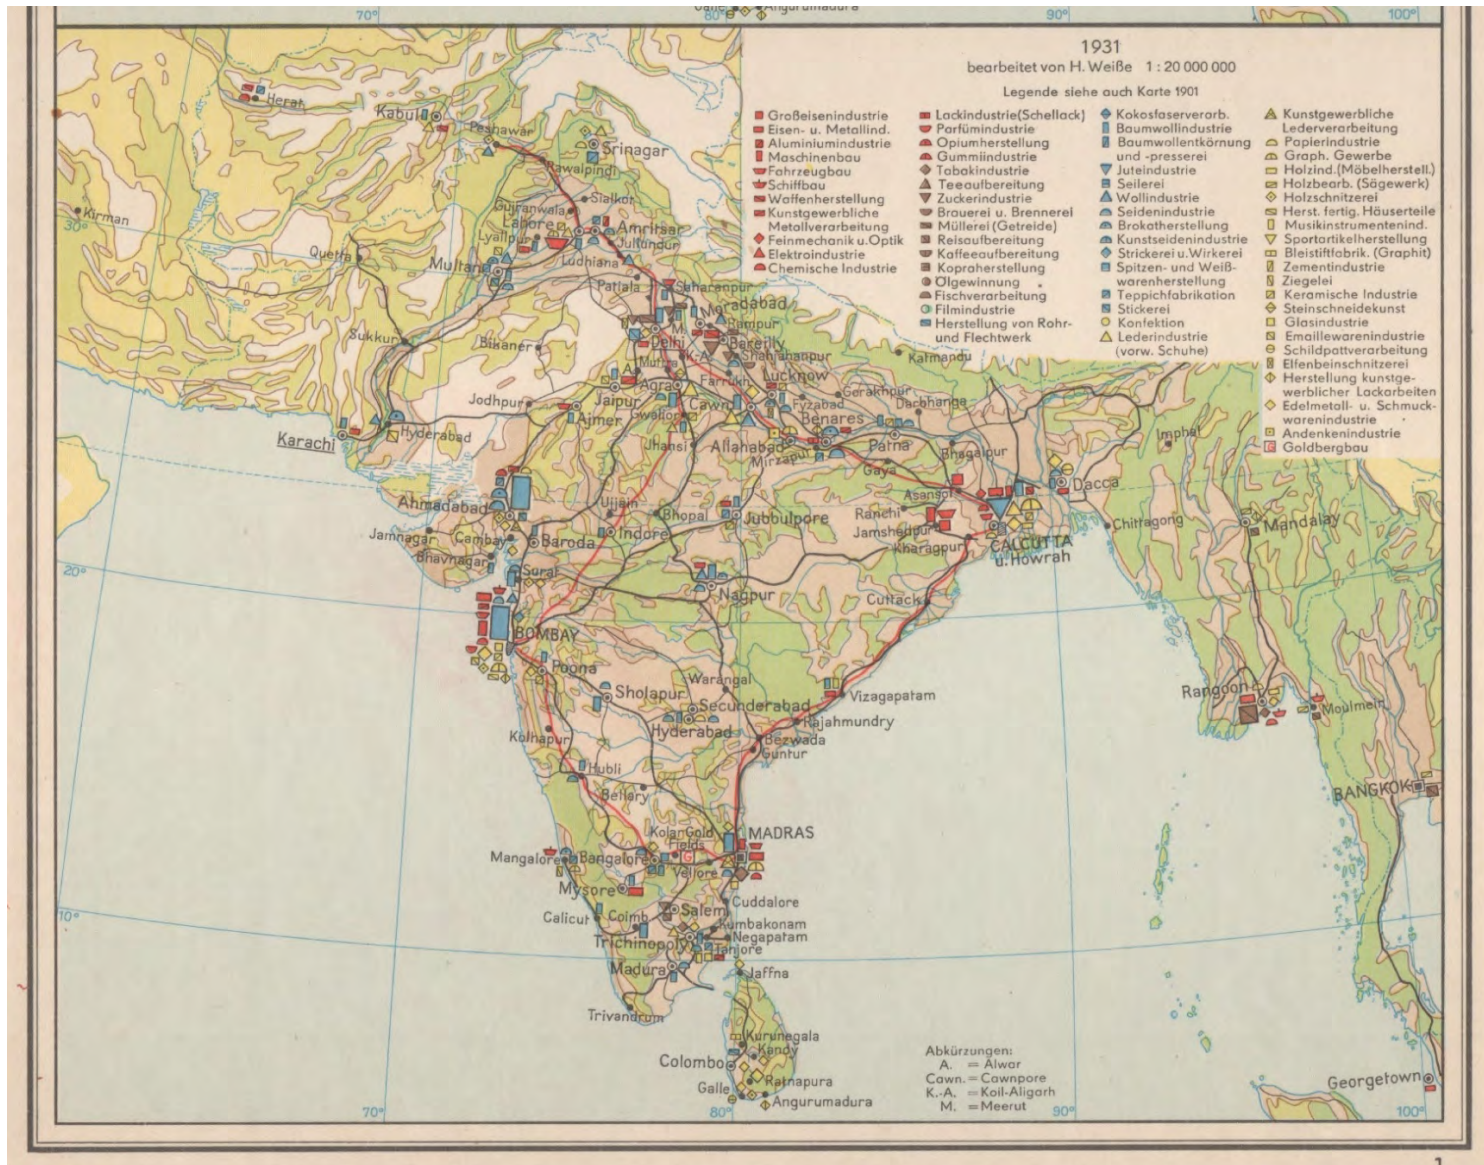 70°
80°
Angurumadura
90°
100°
1931
bearbeitet von H. Weiße 1 : 20 000 000
Legende siehe auch Karte 1901
Großeisenindustrie
Eisen- u. Metallind.
Aluminiumindustrie
Maschinenbau
Fahrzeugbau
Schiffbau
Waffenherstellung
Kunstgewerbliche
Metallverarbeitung
Feinmechanik u. Optik
Elektroindustrie
Chemische Industrie
Lackindustrie (Schellack)
Parfümindustrie
Opiumherstellung
Gummiindustrie
Tabakindustrie
Teeaufbereitung
Zuckerindustrie
Brauerei u. Brennerei
Müllerei (Getreide)
Reisaufbereitung
Kaffeeaufbereitung
Kopraherstellung
Ölgewinnung
Fischverarbeitung
Filmindustrie
Herstellung von Rohr-
und Flechtwerk
Kokosfaserverarb.
Baumwollindustrie
Baumwollentkörnung
und -presserei
Juteindustrie
Seilerei
Wollindustrie
Seidenindustrie
Brokatherstellung
Kunstseidenindustrie
Strickerei u. Wirkerei
Spitzen- und Weiß-
warenherstellung
Teppichfabrikation
Stickerei
Konfektion
Lederindustrie
(vorw. Schuhe)
Kunstgewerbliche
Lederverarbeitung
Papierindustrie
Graph. Gewerbe
Holzind. (Möbelherstell.)
Holzbearb. (Sägewerk)
Holzschnitzerei
Herst. fertig. Häuserteile
Musikinstrumentenind.
Sportartikelherstellung
Bleistiftfabrik. (Graphit)
Zementindustrie
Ziegelei
Keramische Industrie
Steinschneidekunst
Glasindustrie
Emaillewarenindustrie
Schildpattverarbeitung
Elfenbeinschnitzerei
Herstellung kunstge-
werblicher Lackarbeiten
Edelmetall- u. Schmuck-
warenindustrie
Andenkenindustrie
G Goldbergbau
Herat
Kabul
Peshawar
Srinagar
Rawalpindi
Kirman
30°
Sialkot
Gujranwala
Lahore
Amritsar
Lyallpur
Jullundur
Quetta
Multan
Ludhiana
Patiala
Saharanpur
Moradabad
M.
Rampur
Sukkur
Bikaner
Delhi
Bareilly
K.-A.
Shahjahanpur
Katmandu
Muttra
A.
Agra
Farrukh.
Lucknow
Jodhpur
Jaipur
Cawn.
Fyzabad
Gorakhpur
Darbhanga
Ajmer
Gwalior
Benares
Karachi
Hyderabad
Jhansi
Allahabad
Mirzapur
Patna
Bhagalpur
Imphal
Gaya
Dacca
Ahmadabad
Ujjain
Bhopal
Jubbulpore
Asansol
Ranchi
Chittagong
Mandalay
Jamnagar
Cambay
Baroda
Indore
Jamshedpur
CALCUTTA
u. Howrah
Bhavnagar
Kharagpur
20°
Surat
Nagpur
Cuttack
BOMBAY
Poona
Warangal
Sholapur
Secunderabad
Vizagapatam
Rangoon
Moulmein
Kolhapur
Hyderabad
Rajahmundry
Bezwada
Guntur
Hubli
Bellary
BANGKOK
Kolar Gold
Fields
G
MADRAS
Mangalore
Bangalore
Vellore
Mysore
10°
Calicut
Coimb.
Salem
Cuddalore
Kumbakonam
Trichinopoly
Negapatam
Tanjore
Madura
Jaffna
Trivandrum
Kurunegala
Kandy
Colombo
Ratnapura
Galle
Angurumadura
Abkürzungen:
A. = Alwar
Cawn. = Cawnpore
K.-A. = Koil-Aligarh
M. = Meerut
Georgetown
70°
80°
90°
100°